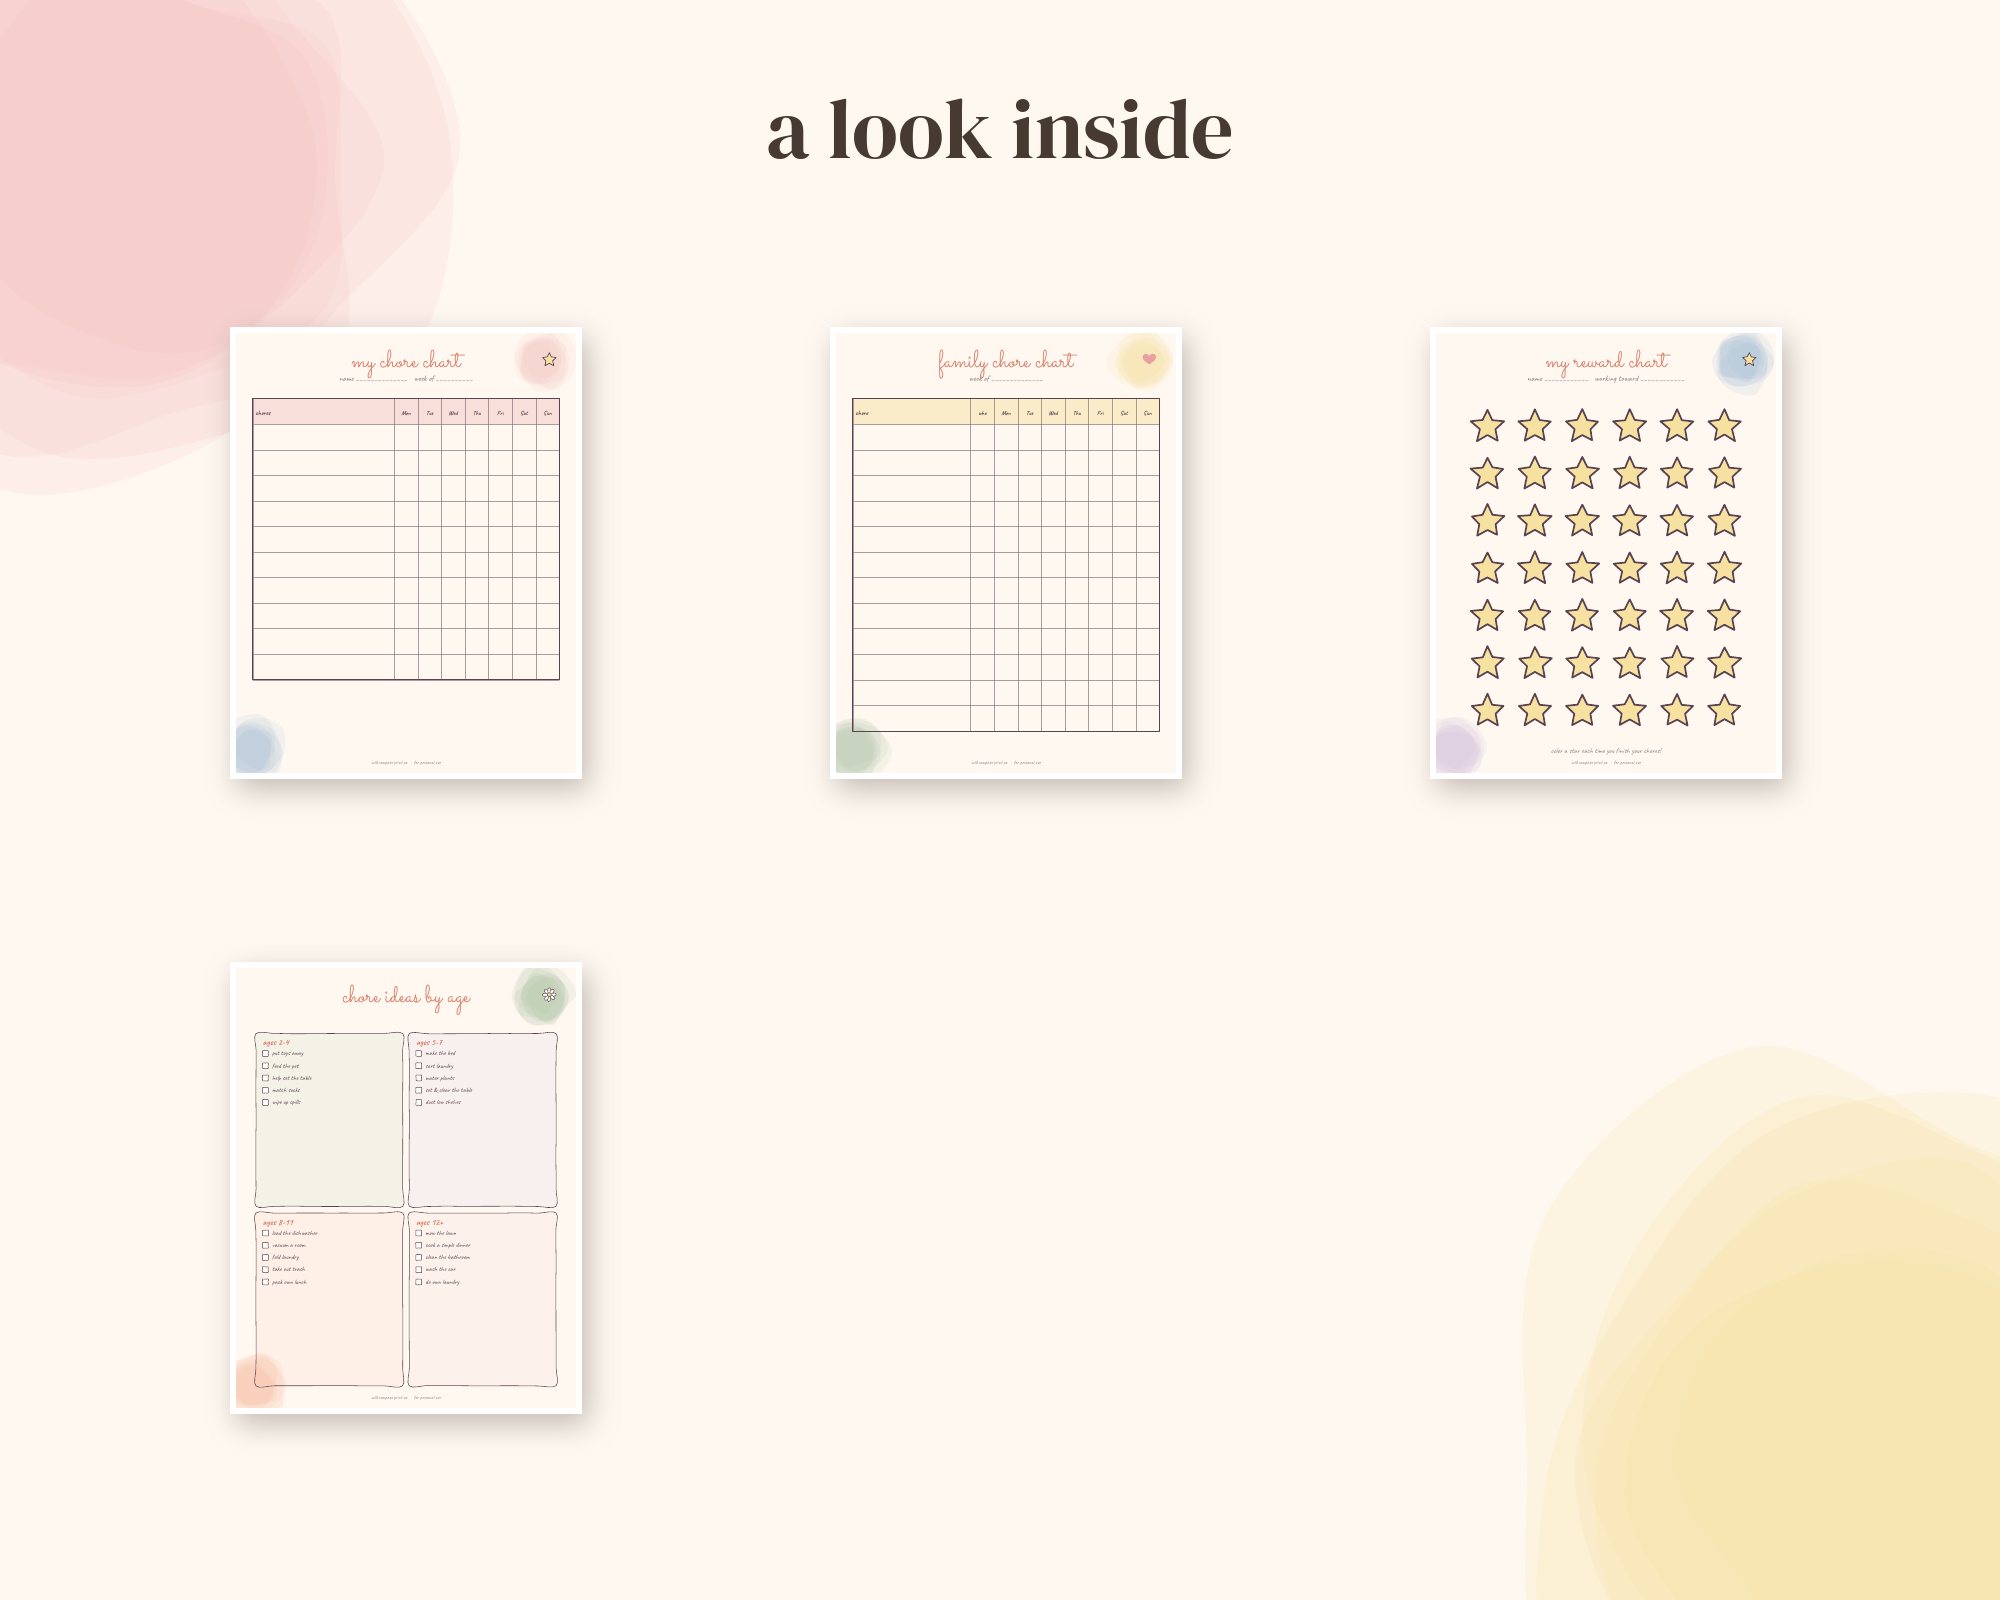 a look inside
my chore chart
name ____________ week of _________
chores Mon Tue Wed Thu Fri Sat Sun
family chore chart
week of ____________
chore who Mon Tue Wed Thu Fri Sat Sun
my reward chart
name __________ working toward __________
color a star each time you finish your chores!
chore ideas by age
ages 2-4
put toys away
feed the pet
help set the table
match socks
wipe up spills
ages 5-7
make the bed
sort laundry
water plants
set & clear the table
dust low shelves
ages 8-11
load the dishwasher
vacuum a room
fold laundry
take out trash
pack own lunch
ages 12+
mow the lawn
cook a simple dinner
clean the bathroom
wash the car
do own laundry